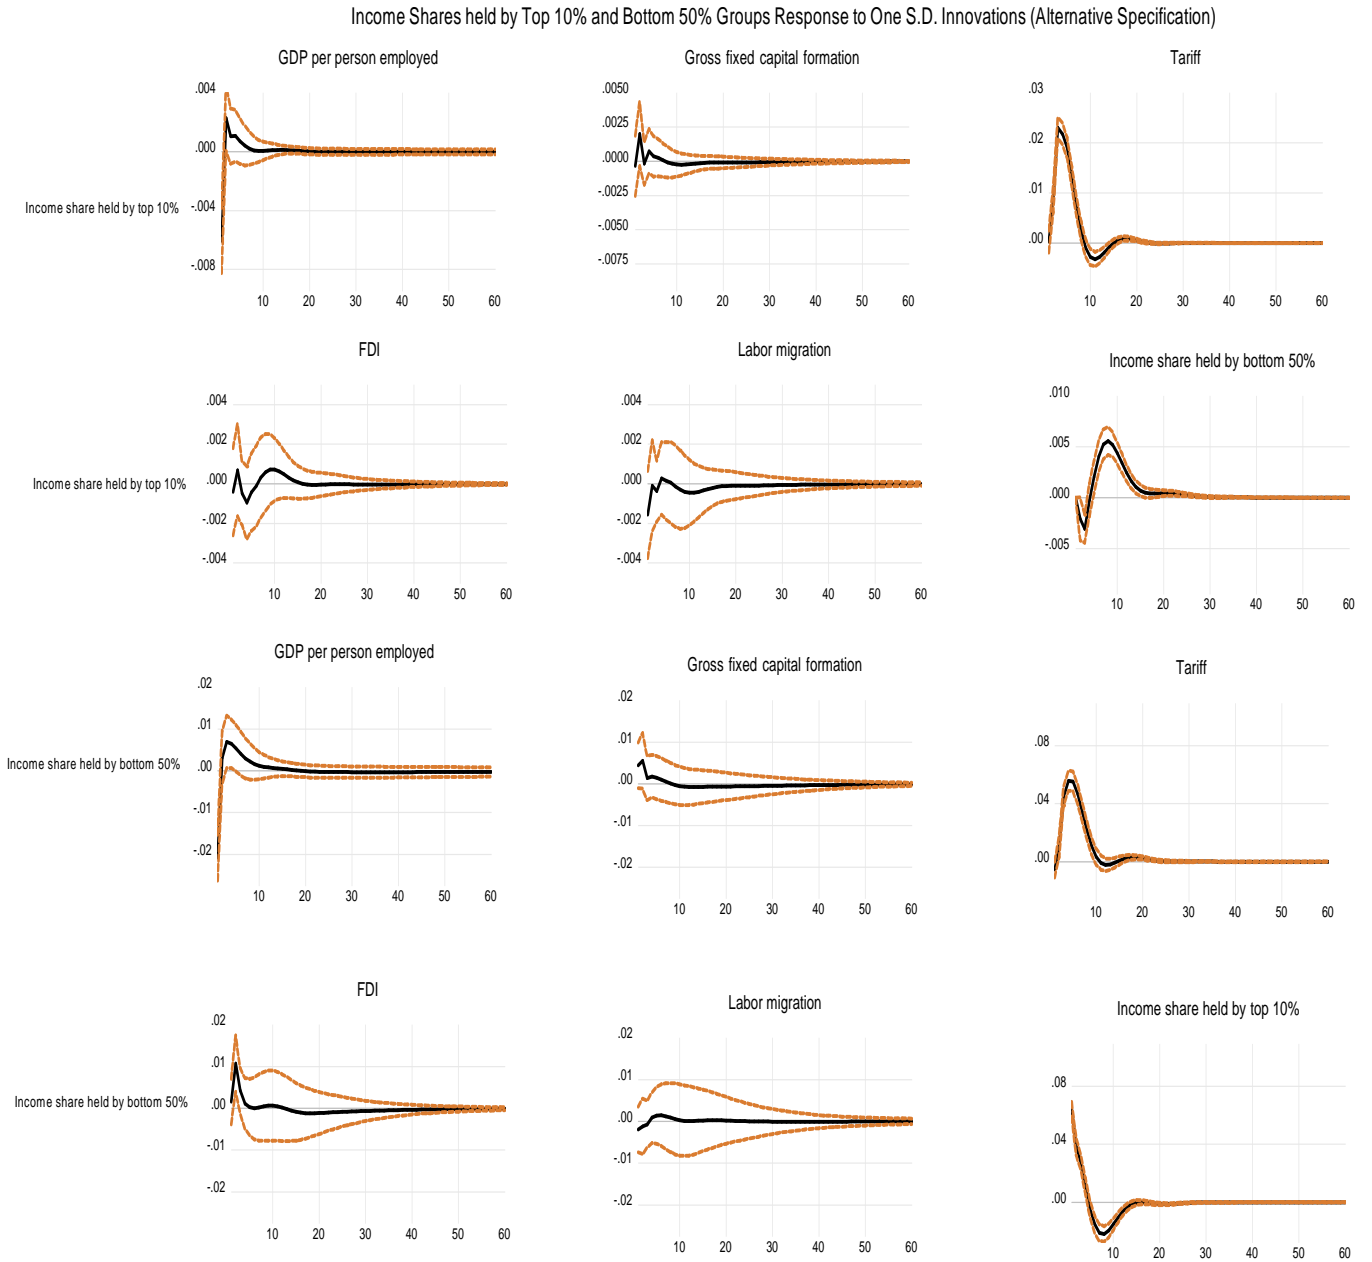 Income Shares held by Top 10% and Bottom 50% Groups Response to One S.D. Innovations (Alternative Specification)
GDP per person employed
.004
.000
-.004
-.008
10 20 30 40 50 60
Income share held by top 10%
Gross fixed capital formation
.0050
.0025
.0000
-.0025
-.0050
-.0075
10 20 30 40 50 60
Tariff
.03
.02
.01
.00
10 20 30 40 50 60
FDI
.004
.002
.000
-.002
-.004
10 20 30 40 50 60
Income share held by top 10%
Labor migration
.004
.002
.000
-.002
-.004
10 20 30 40 50 60
Income share held by bottom 50%
.010
.005
.000
-.005
10 20 30 40 50 60
GDP per person employed
.02
.01
.00
-.01
-.02
10 20 30 40 50 60
Income share held by bottom 50%
Gross fixed capital formation
.02
.01
.00
-.01
-.02
10 20 30 40 50 60
Tariff
.08
.04
.00
10 20 30 40 50 60
FDI
.02
.01
.00
-.01
-.02
10 20 30 40 50 60
Income share held by bottom 50%
Labor migration
.02
.01
.00
-.01
-.02
10 20 30 40 50 60
Income share held by top 10%
.08
.04
.00
10 20 30 40 50 60